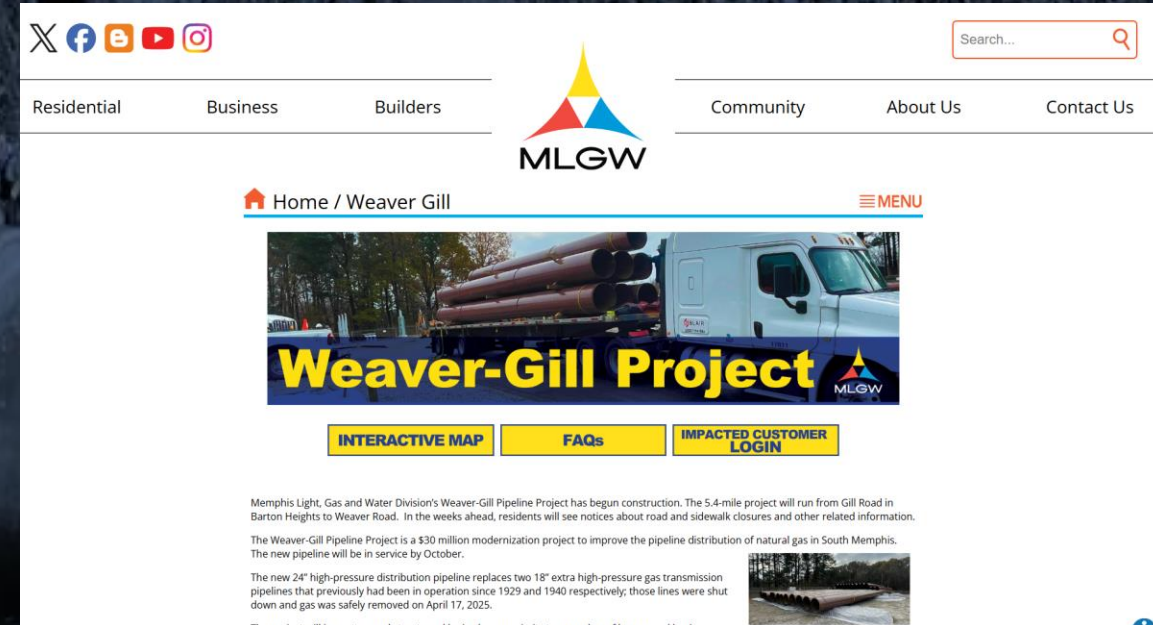 Search...
Residential Business Builders Community About Us Contact Us
MLGW
Home / Weaver Gill
MENU
Weaver-Gill Project
MLGW
INTERACTIVE MAP FAQs IMPACTED CUSTOMER LOGIN
Memphis Light, Gas and Water Division's Weaver-Gill Pipeline Project has begun construction. The 5.4-mile project will run from Gill Road in
Barton Heights to Weaver Road. In the weeks ahead, residents will see notices about road and sidewalk closures and other related information.
The Weaver-Gill Pipeline Project is a $30 million modernization project to improve the pipeline distribution of natural gas in South Memphis.
The new pipeline will be in service by October.
The new 24" high-pressure distribution pipeline replaces two 18" extra high-pressure gas transmission
pipelines that previously had been in operation since 1929 and 1940 respectively; those lines were shut
down and gas was safely removed on April 17, 2025.